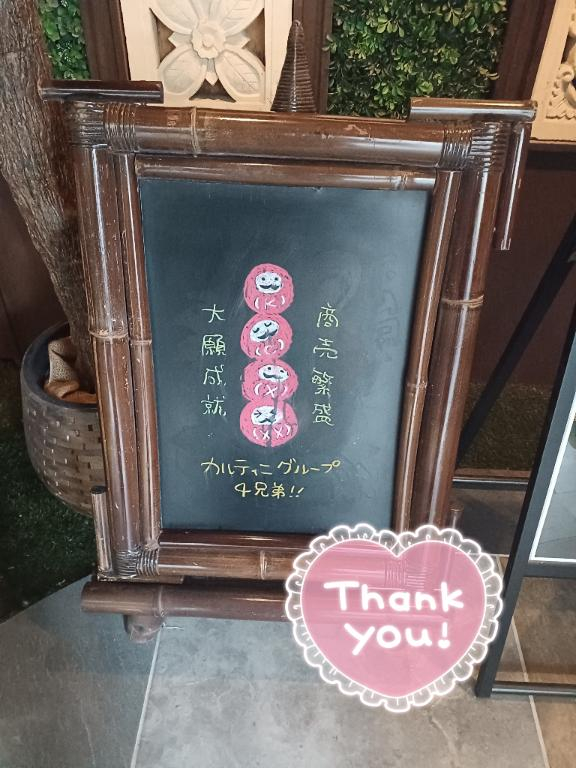 商売繁盛
大願成就
(K)
(C)
(X)
(XX)
カルティニグループ
4兄弟!!
Thank
you!